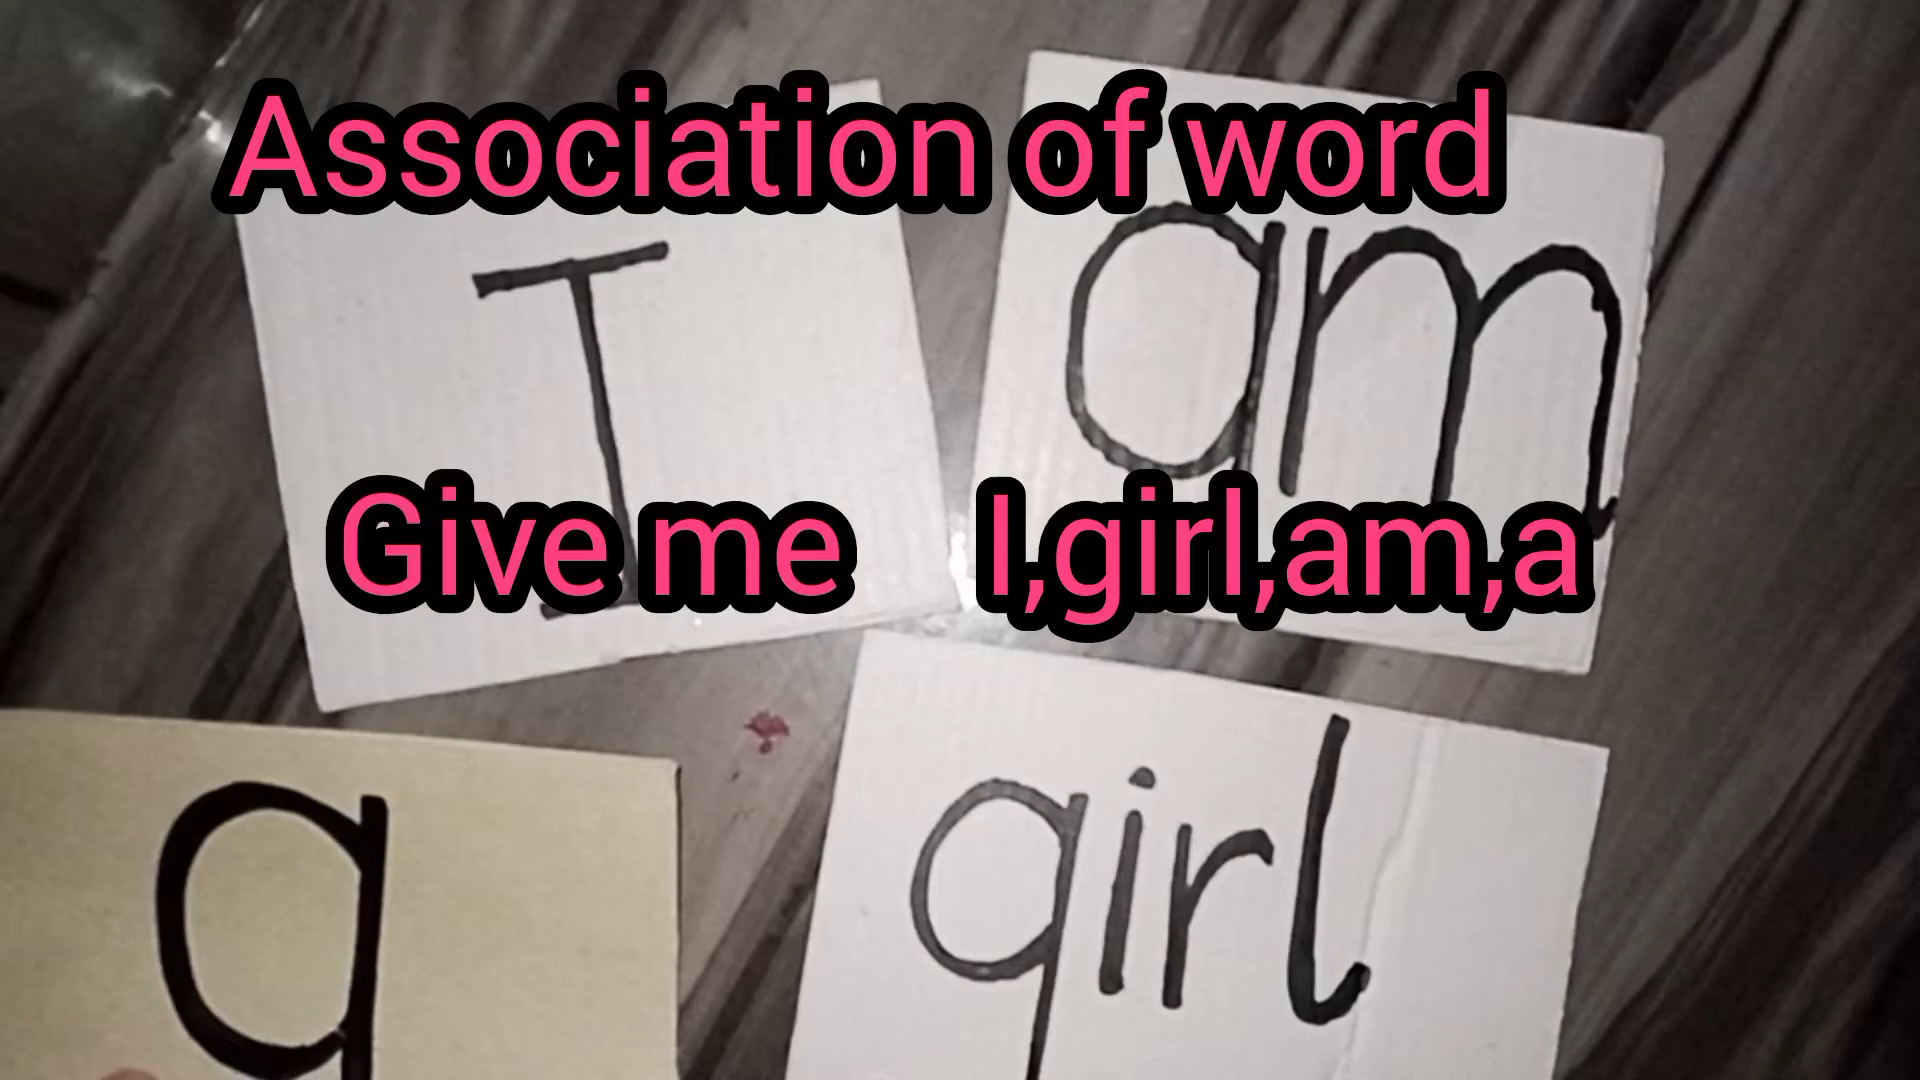 Association of word
I
am
Give me I,girl,am,a
a
girl